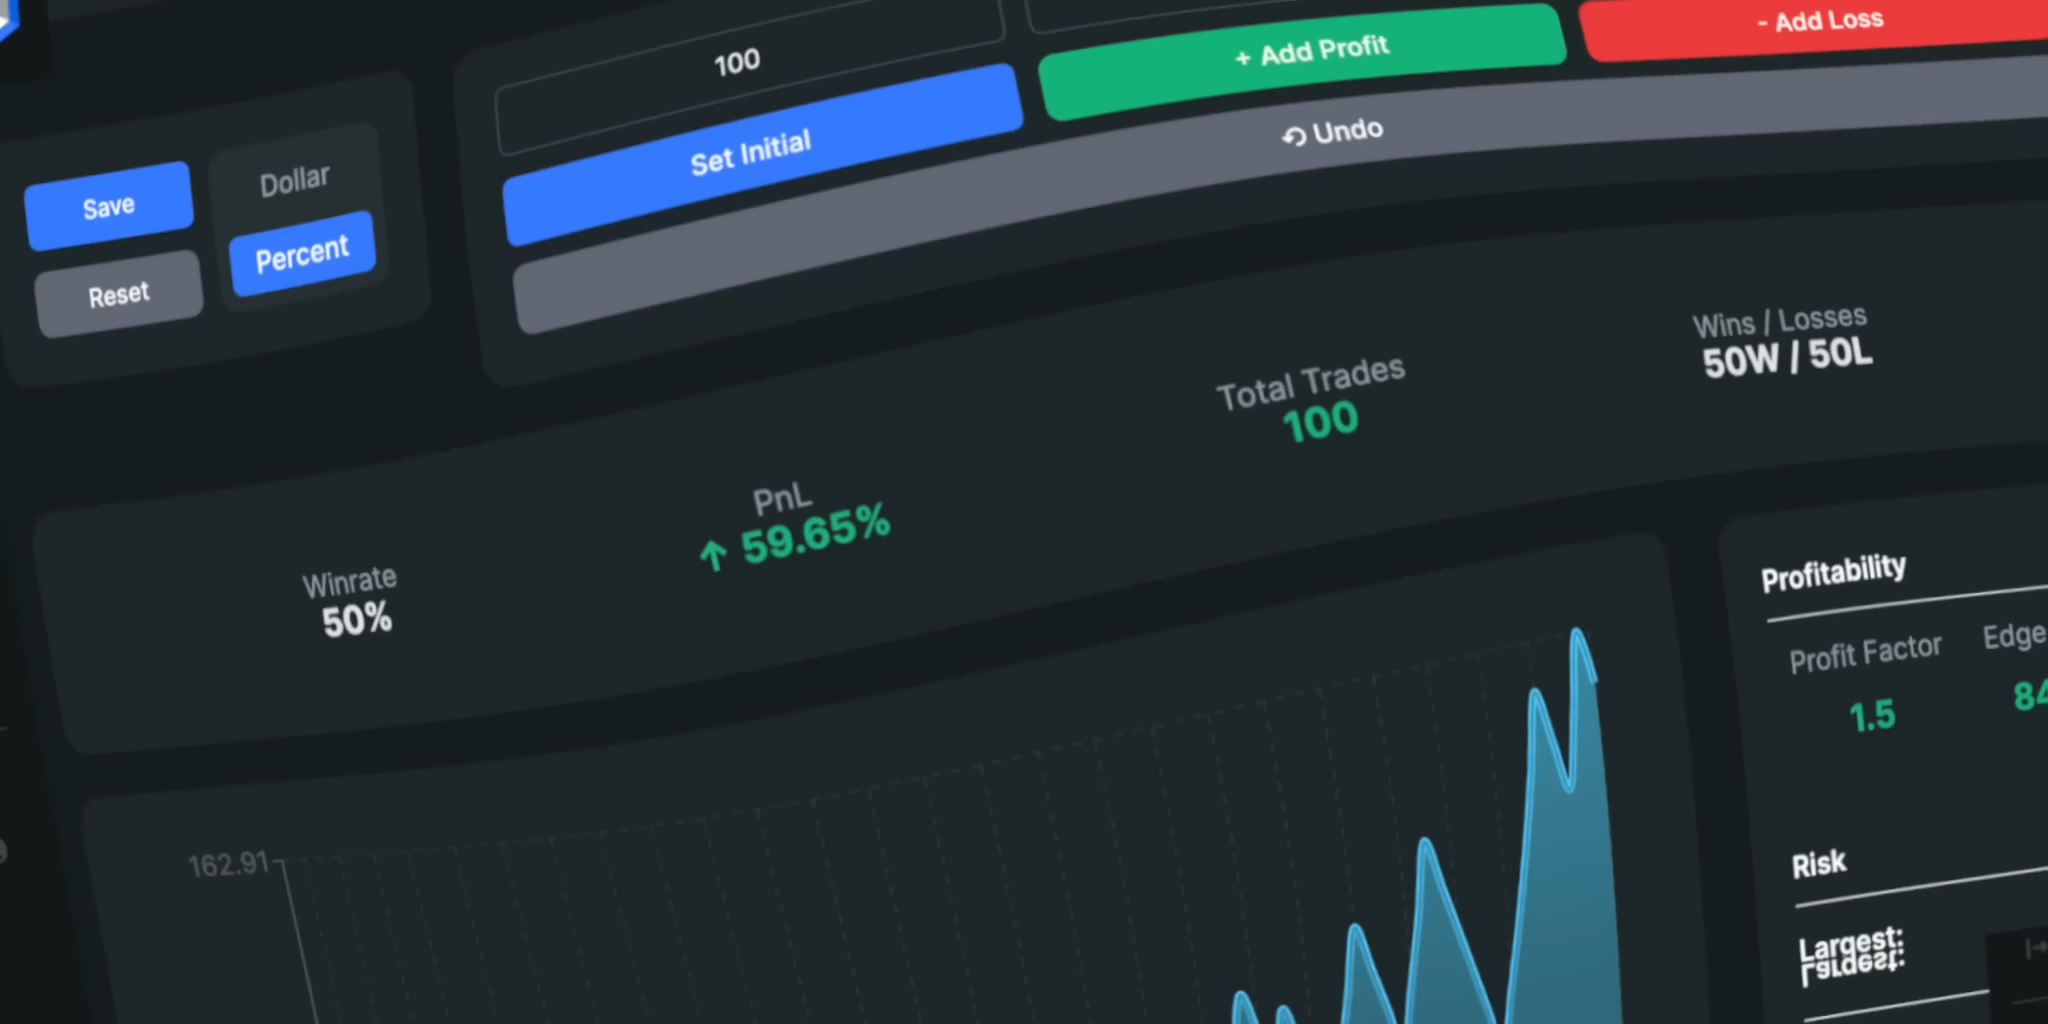 100
+ Add Profit
- Add Loss
Set Initial
Undo
Save
Dollar
Reset
Percent
Winrate
50%
PnL
↑ 59.65%
Total Trades
100
Wins / Losses
50W / 50L
162.91
Profitability
Profit Factor
Edge
1.5
84
Risk
Largest: